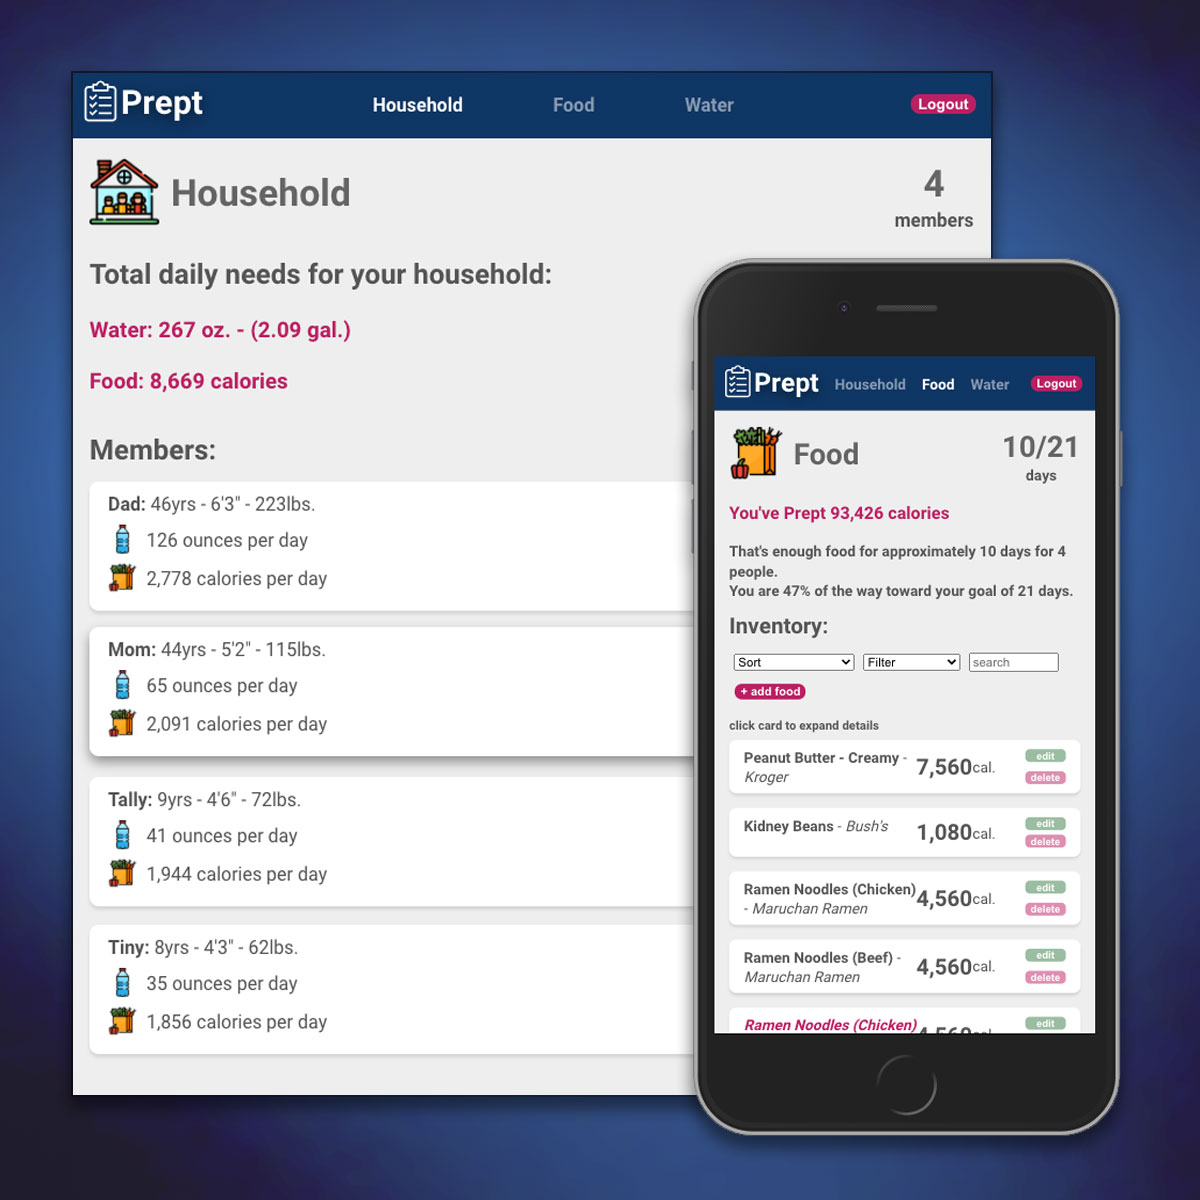 Prept Household Food Water Logout
Household
4
members
Total daily needs for your household:
Water: 267 oz. - (2.09 gal.)
Food: 8,669 calories
Members:
Dad: 46yrs - 6'3" - 223lbs.
126 ounces per day
2,778 calories per day
Mom: 44yrs - 5'2" - 115lbs.
65 ounces per day
2,091 calories per day
Tally: 9yrs - 4'6" - 72lbs.
41 ounces per day
1,944 calories per day
Tiny: 8yrs - 4'3" - 62lbs.
35 ounces per day
1,856 calories per day
Prept Household Food Water Logout
Food
10/21
days
You've Prept 93,426 calories
That's enough food for approximately 10 days for 4
people.
You are 47% of the way toward your goal of 21 days.
Inventory:
Sort Filter search
+ add food
click card to expand details
Peanut Butter - Creamy -
Kroger
7,560cal.
edit
delete
Kidney Beans - Bush's
1,080cal.
edit
delete
Ramen Noodles (Chicken)
- Maruchan Ramen
4,560cal.
edit
delete
Ramen Noodles (Beef) -
Maruchan Ramen
4,560cal.
edit
delete
Ramen Noodles (Chicken)
4,560cal.
edit